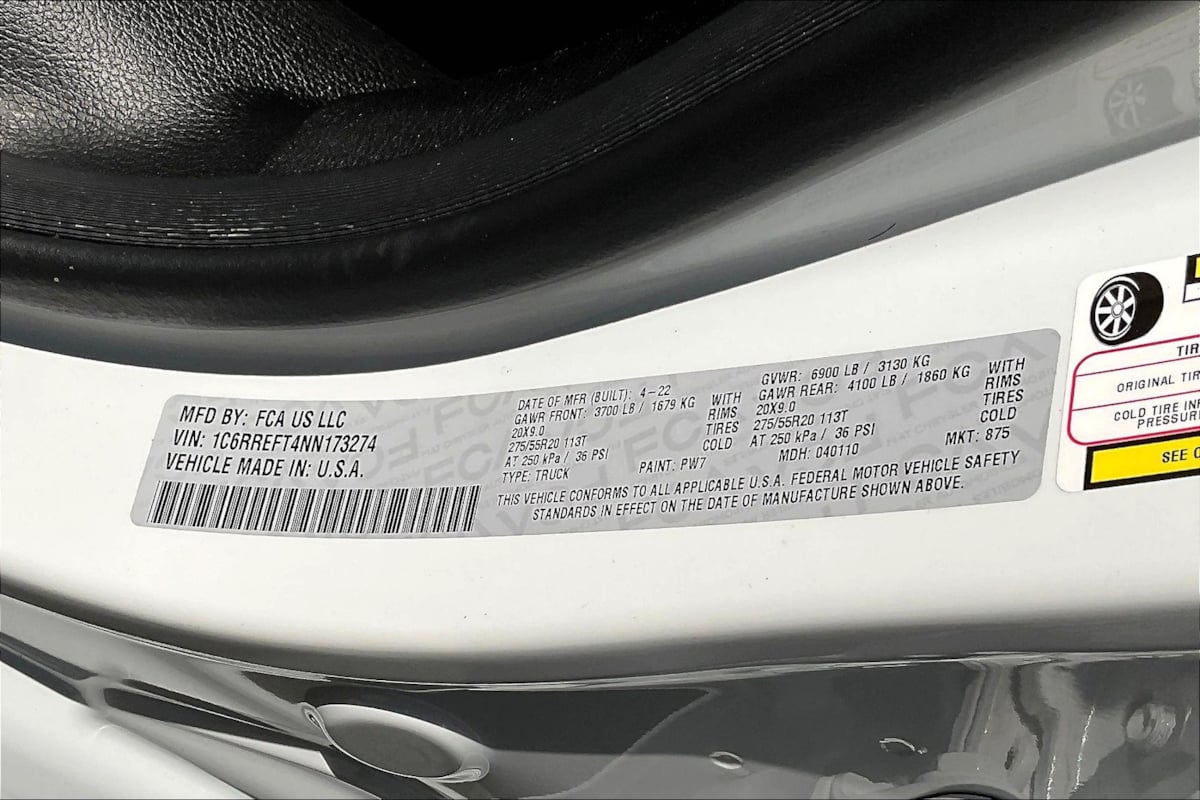 MFD BY: FCA US LLC
VIN: 1C6RREFT4NN173274
VEHICLE MADE IN: U.S.A.
DATE OF MFR (BUILT): 4-22
GAWR FRONT: 3700 LB / 1679 KG WITH
20X9.0 RIMS
275/55R20 113T TIRES
AT 250 kPa / 36 PSI COLD
TYPE: TRUCK PAINT: PW7
GVWR: 6900 LB / 3130 KG
GAWR REAR: 4100 LB / 1860 KG WITH
20X9.0 RIMS
275/55R20 113T TIRES
AT 250 kPa / 36 PSI COLD
MDH: 040110 MKT: 875
THIS VEHICLE CONFORMS TO ALL APPLICABLE U.S.A. FEDERAL MOTOR VEHICLE SAFETY
STANDARDS IN EFFECT ON THE DATE OF MANUFACTURE SHOWN ABOVE.
ORIGINAL
COLD TIRE
SEE